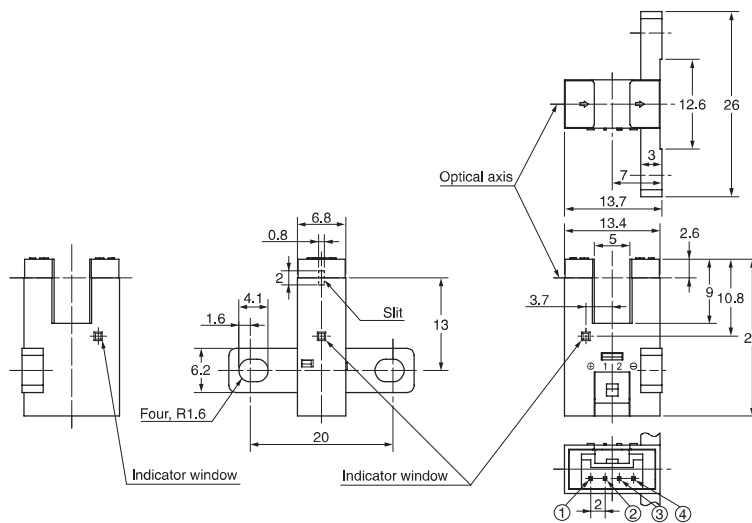 26
12.6
3
7
Optical axis
13.7
6.8
13.4
0.8
5
2.6
2
4.1
3.7
9
10.8
Slit
13
1.6
6.2
⊕ 1 2 ⊖
Four, R1.6
20
Indicator window
Indicator window
2
① ② ③ ④